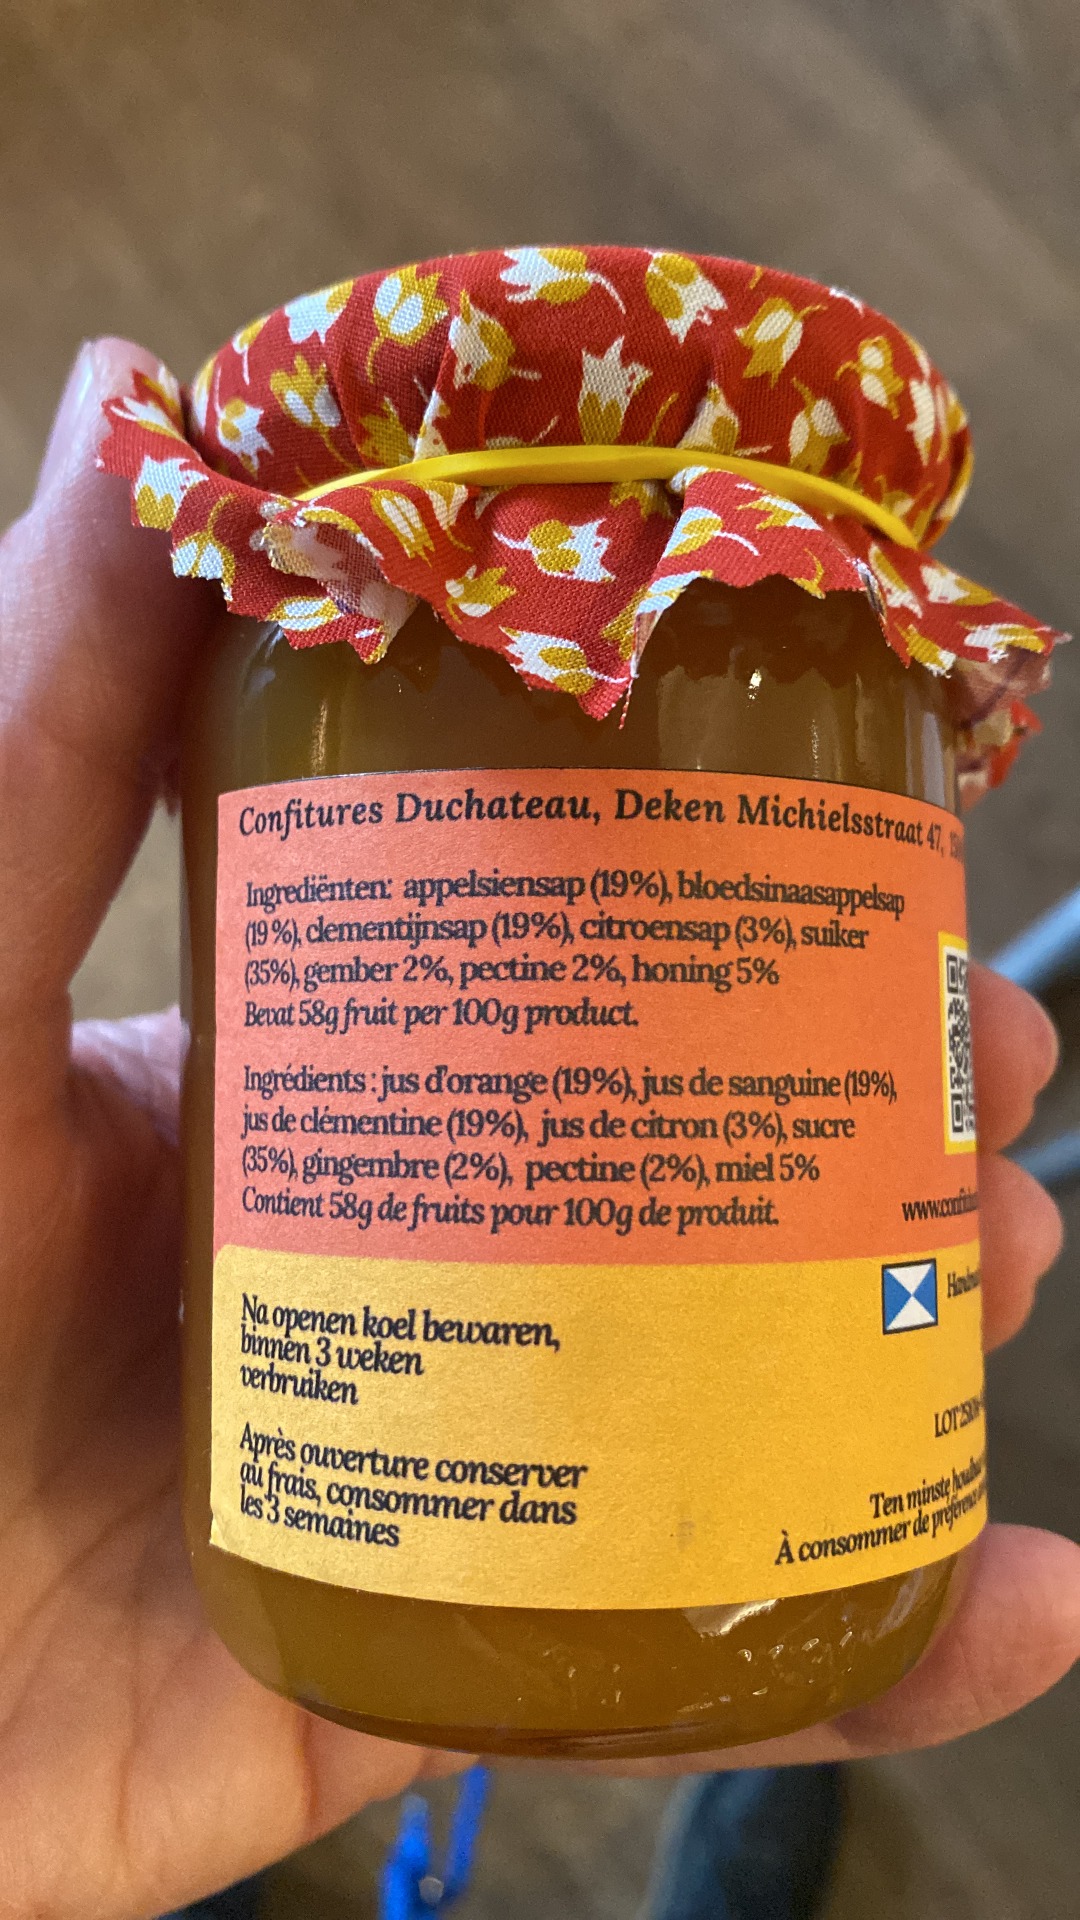 Confitures Duchateau, Deken Michielsstraat 47,
Ingrediënten: appelsiensap (19%), bloedsinaasappelsap
(19%), clementijnsap (19%), citroensap (3%), suiker
(35%), gember 2%, pectine 2%, honing 5%
Bevat 58g fruit per 100g product.
Ingrédients : jus d'orange (19%), jus de sanguine (19%),
jus de clémentine (19%), jus de citron (3%), sucre
(35%), gingembre (2%), pectine (2%), miel 5%
Contient 58g de fruits pour 100g de produit.
Na openen koel bewaren,
binnen 3 weken
verbruiken
Après ouverture conserver
au frais, consommer dans
les 3 semaines
LOT
Ten minste
À consommer de préférence